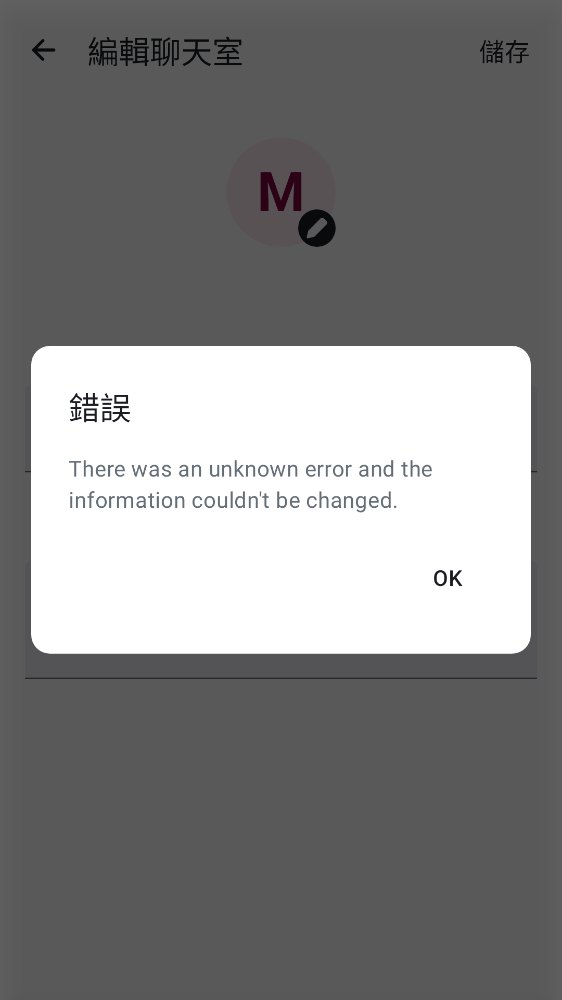 編輯聊天室
儲存
M
錯誤
There was an unknown error and the
information couldn't be changed.
OK